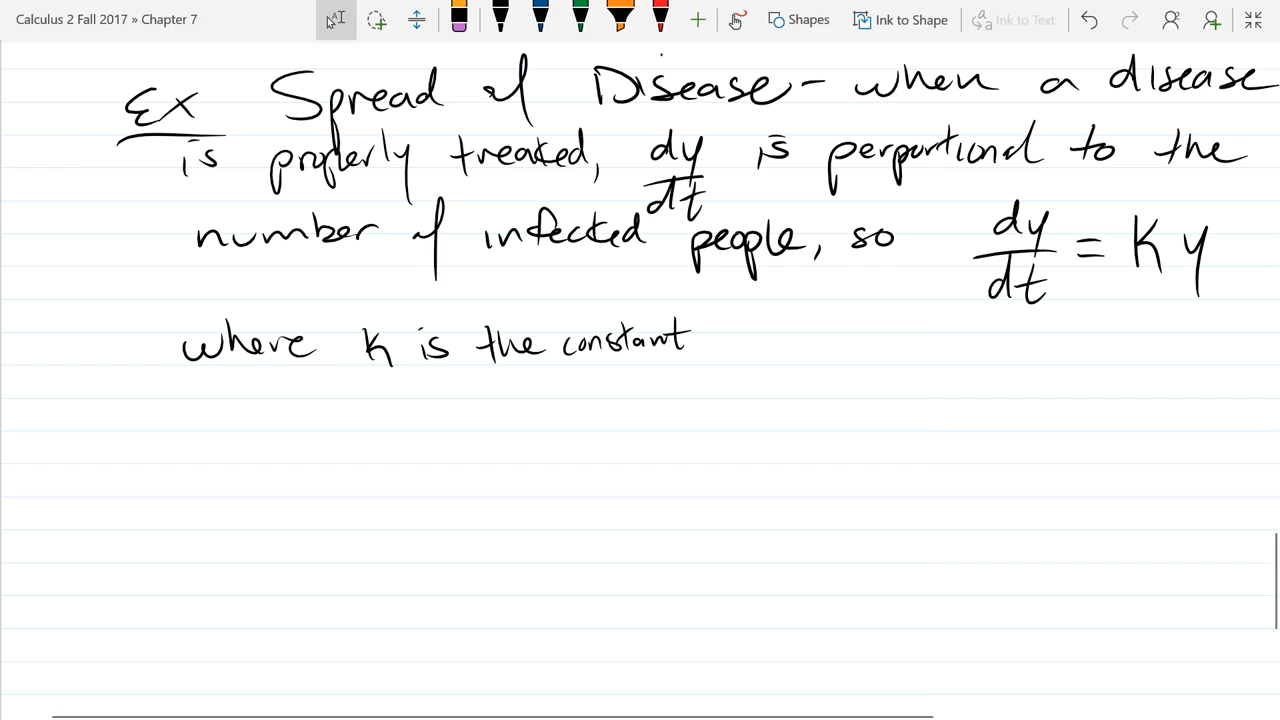 Calculus 2 Fall 2017 » Chapter 7
Shapes
Ink to Shape
Ink to Text
Ex Spread of Disease - when a disease
is properly treated, dy/dt is perportional to the
number of infected people, so dy/dt = K y
where K is the constant